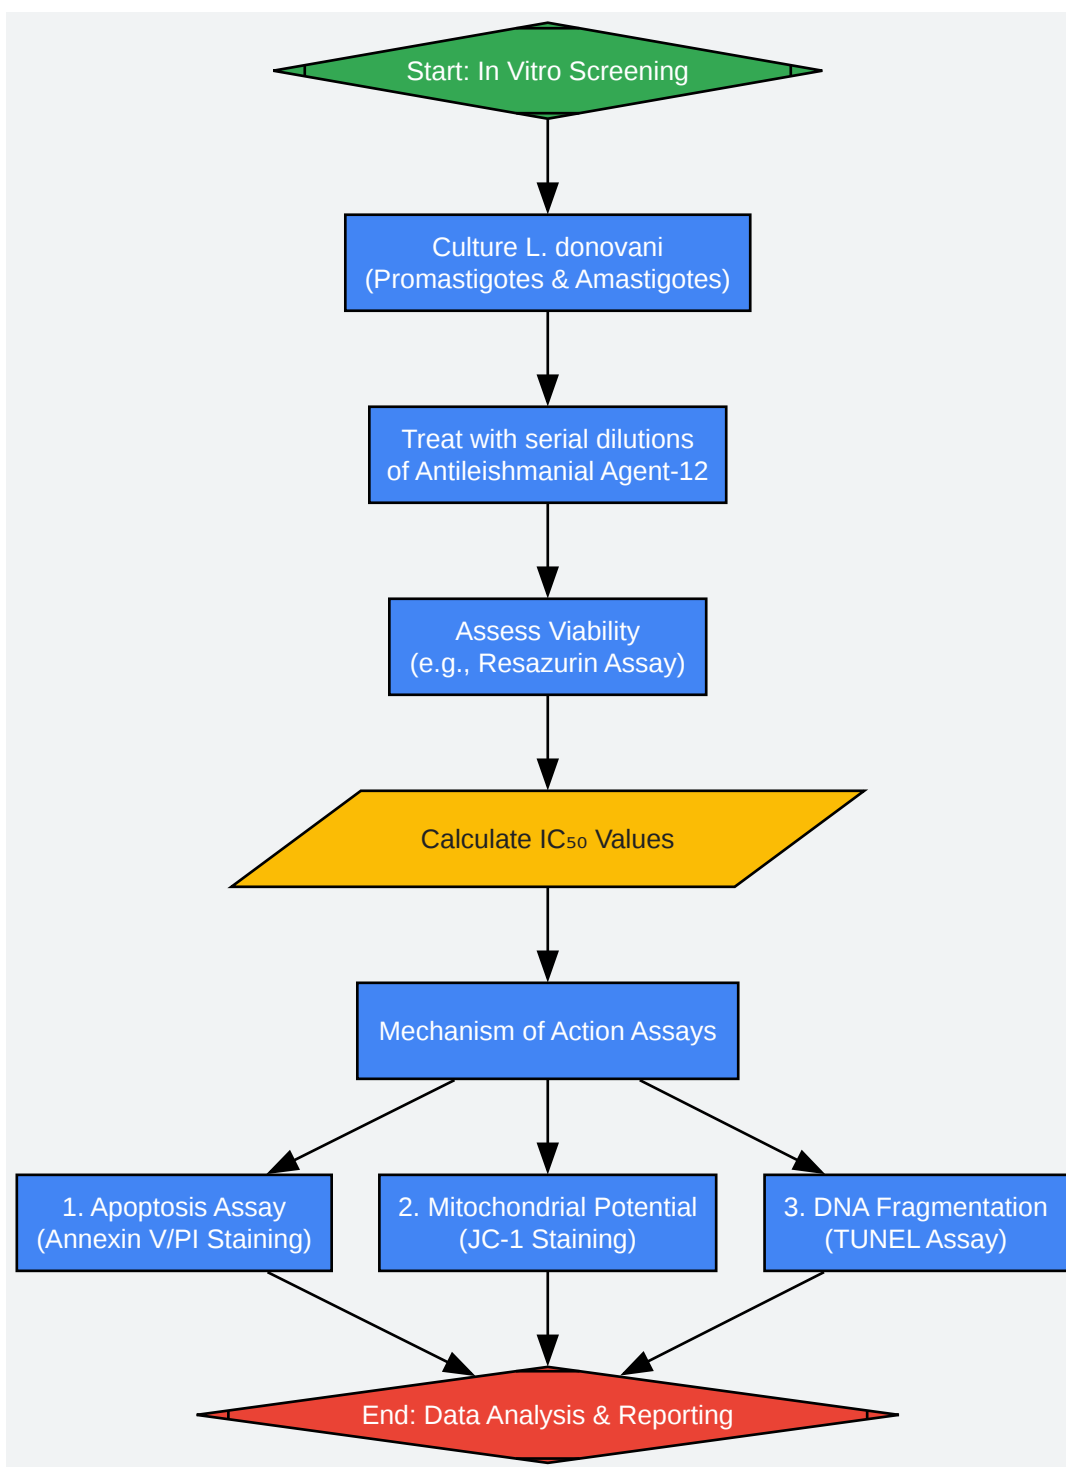 Start: In Vitro Screening
Culture L. donovani
(Promastigotes & Amastigotes)
Treat with serial dilutions
of Antileishmanial Agent-12
Assess Viability
(e.g., Resazurin Assay)
Calculate IC₅₀ Values
Mechanism of Action Assays
1. Apoptosis Assay
(Annexin V/PI Staining)
2. Mitochondrial Potential
(JC-1 Staining)
3. DNA Fragmentation
(TUNEL Assay)
End: Data Analysis & Reporting